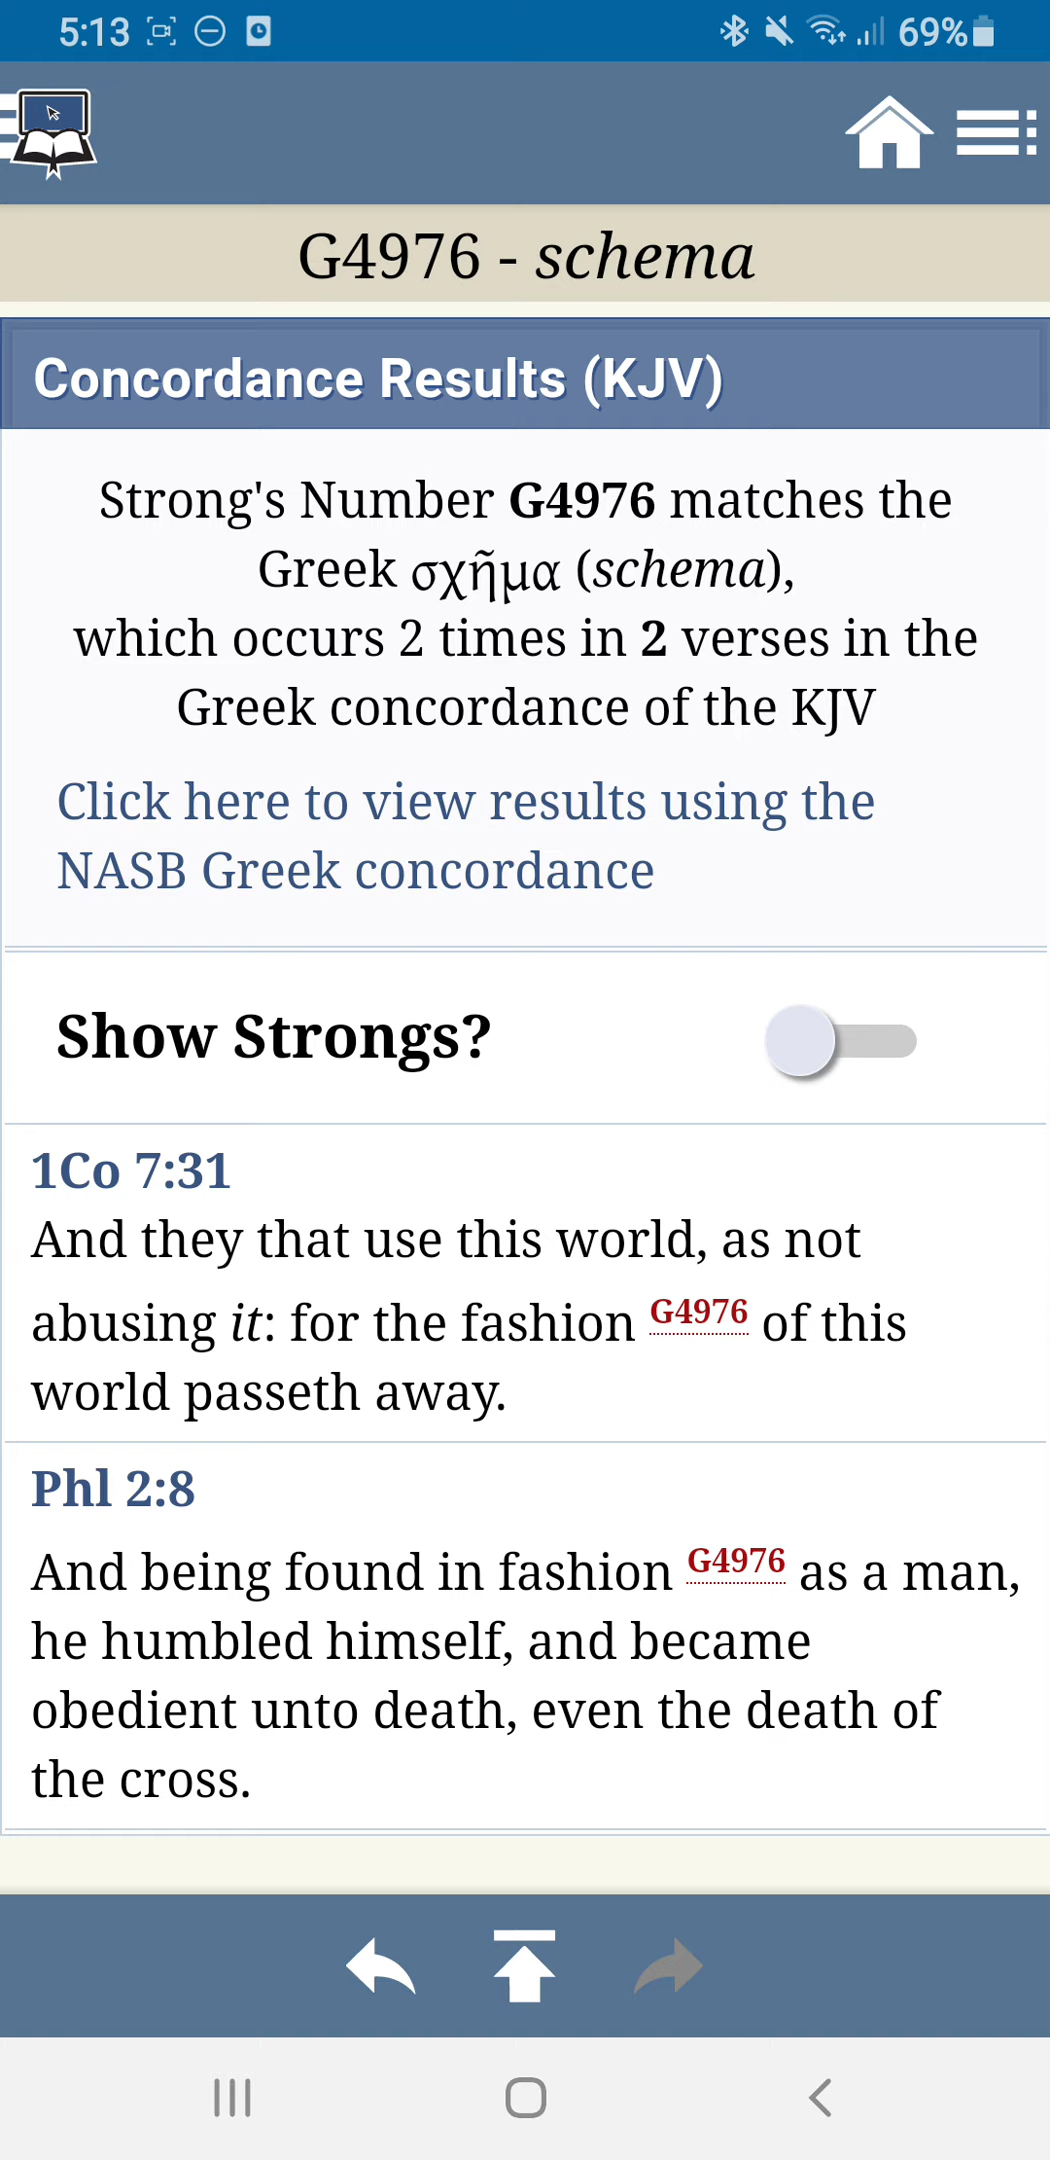 5:13 69%
G4976 - schema
Concordance Results (KJV)
Strong's Number G4976 matches the
Greek σχῆμα (schema),
which occurs 2 times in 2 verses in the
Greek concordance of the KJV
Click here to view results using the
NASB Greek concordance
Show Strongs?
1Co 7:31
And they that use this world, as not
abusing it: for the fashion G4976 of this
world passeth away.
Phl 2:8
And being found in fashion G4976 as a man,
he humbled himself, and became
obedient unto death, even the death of
the cross.